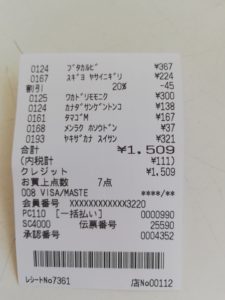 0124 ブタカルビ ¥367
0167 スギヨ ヤサイニギリ ¥224
割引 20% -45
0125 ワカドリモモニク ¥300
0124 カナダサンゲントンコ ¥138
0161 タマゴM ¥167
0168 メンラク ホソウドン ¥37
0193 ヤキザカナ スイサン ¥321
合計 ¥1,509
(内税計 ¥111)
クレジット ¥1,509
お買上点数 7点
008 VISA/MASTE ****/**
会員番号 XXXXXXXXXXXX3220
PC110 [一括払い] 0000990
SC4000 伝票番号 25590
承認番号 0004352
レシートNo7361 店No00112